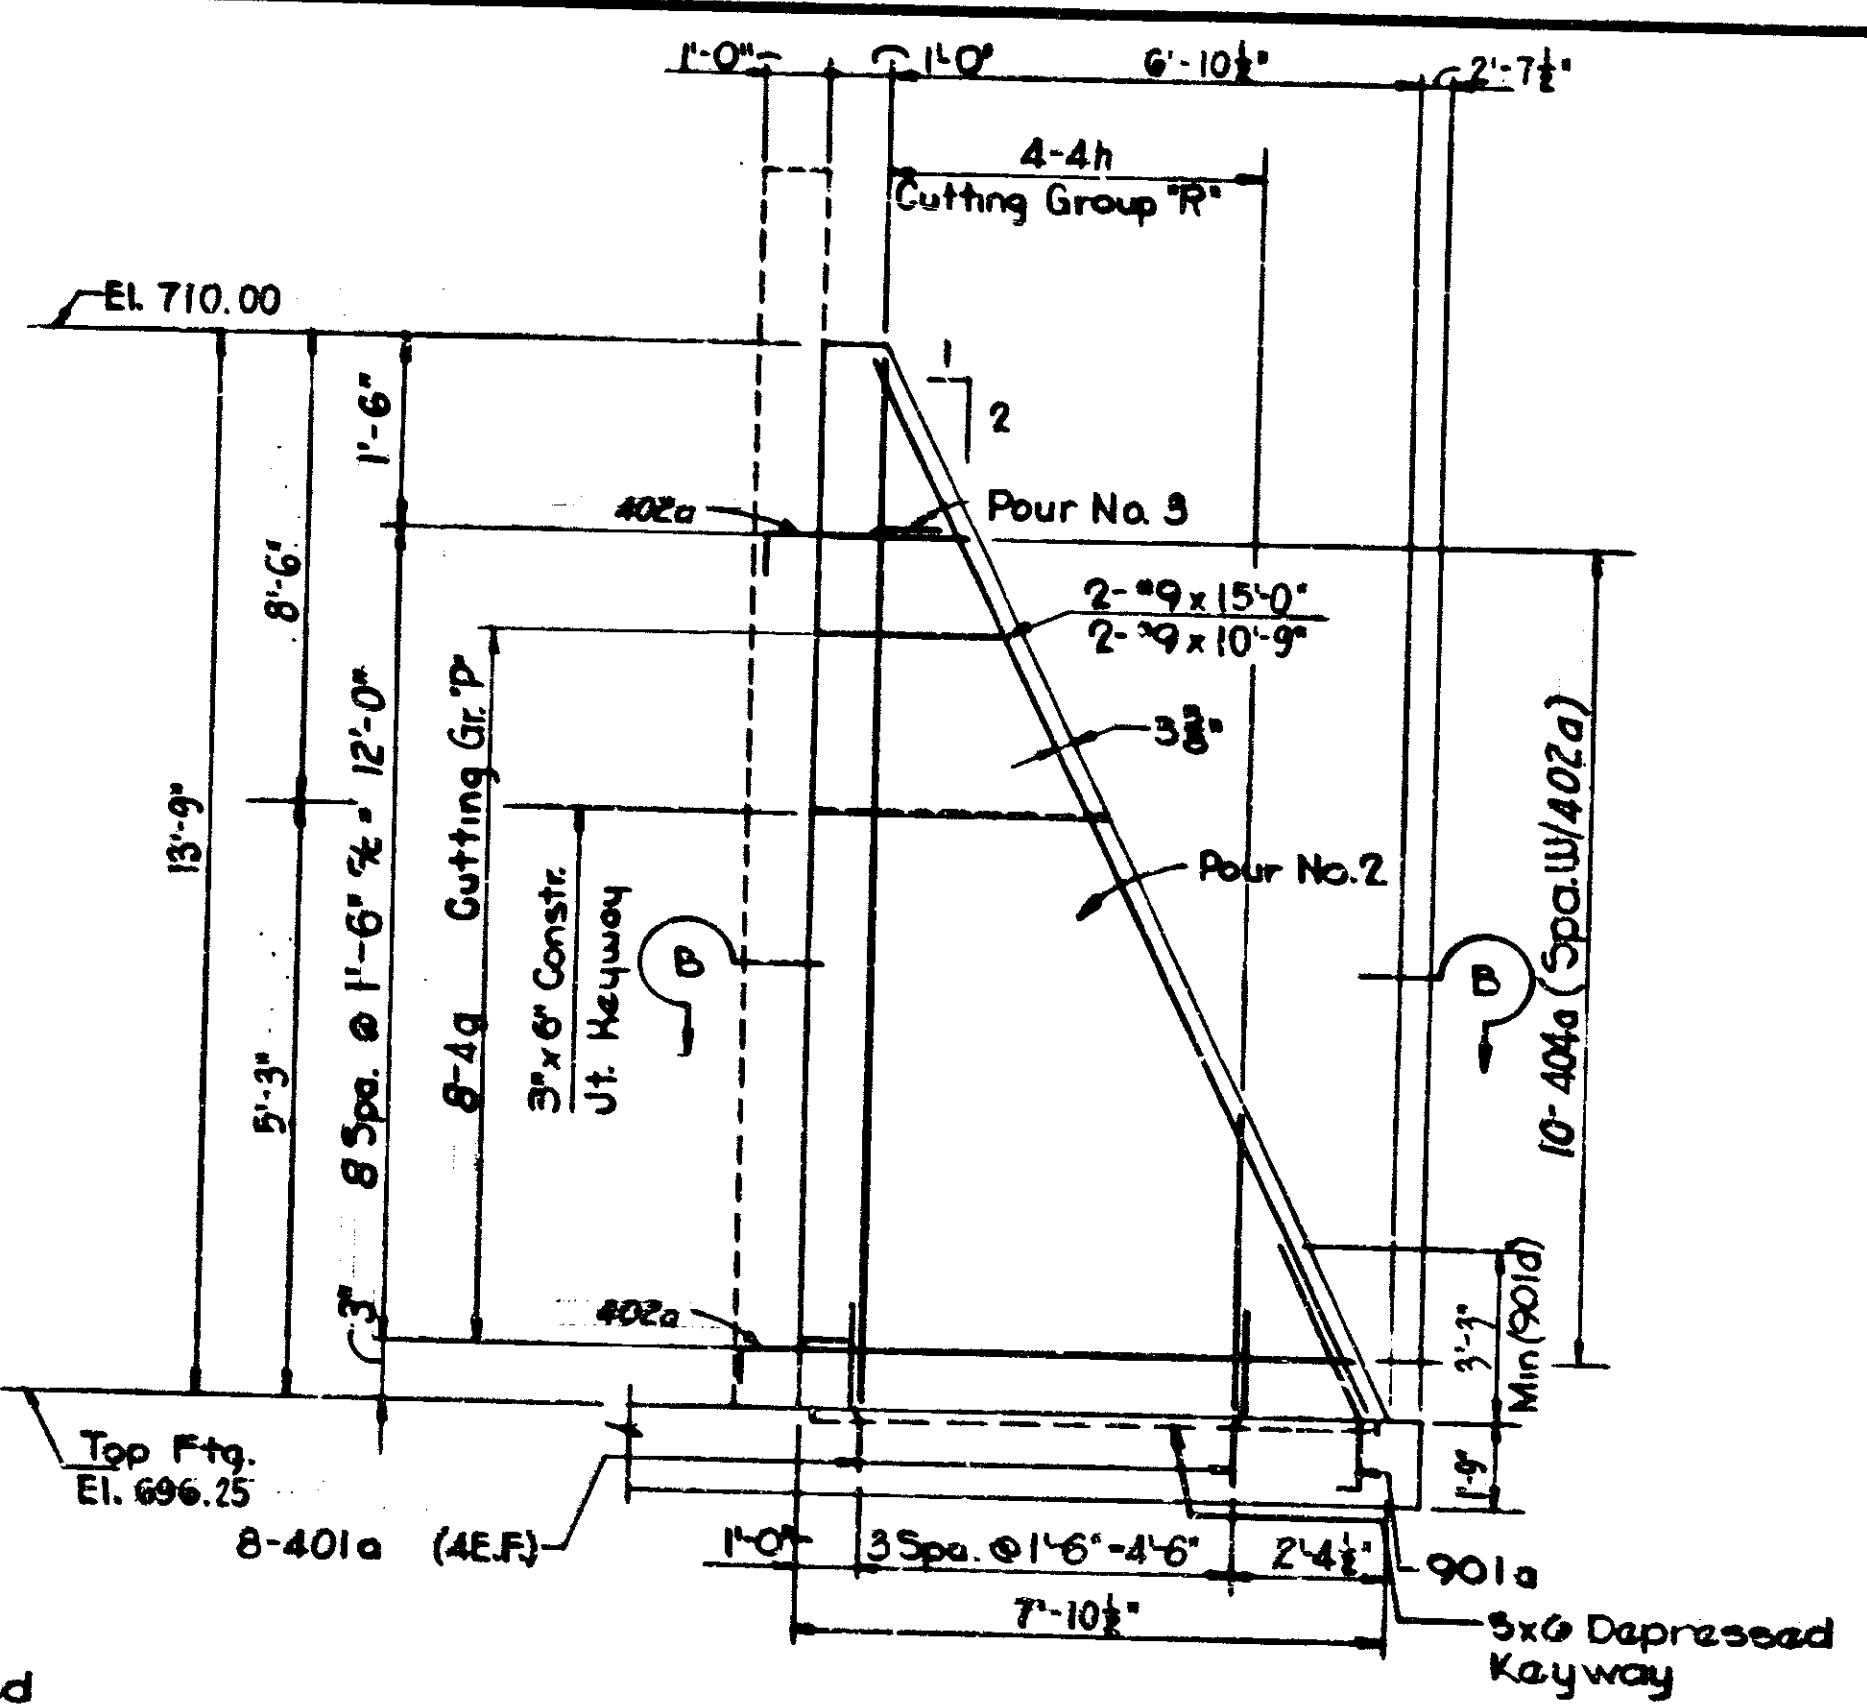 1'-0"
1'-0"
6'-10½"
2'-7½"
4-4h
Cutting Group "R"
El. 710.00
1
2
1'-6"
402a
Pour No. 3
8'-6"
2-#9 x 15'-0"
2-#9 x 10'-9"
3⅜"
13'-9"
8 Spa. @ 1'-6" c/c = 12'-0"
8-4g Cutting Gr. "P"
3" x 6" Constr.
Jt. Keyway
Pour No. 2
B
B
10-404a (Spa. W/402a)
5'-3"
3"
402a
3'-3"
Min (901d)
Top Ftg.
El. 696.25
1'-9"
8-401a (4E.F.)
1'-0"
3 Spa. @ 1'-6" = 4'-6"
2'-4½"
901a
7'-10½"
3x6 Depressed
Keyway